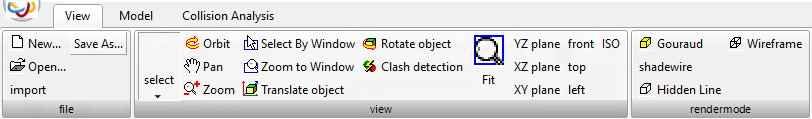 View Model Collision Analysis
New... Save As...
Open...
import
file
select
Orbit Select By Window Rotate object
Pan Zoom to Window Clash detection
Zoom Translate object
Fit
YZ plane front ISO
XZ plane top
XY plane left
view
Gouraud Wireframe
shadewire
Hidden Line
rendermode